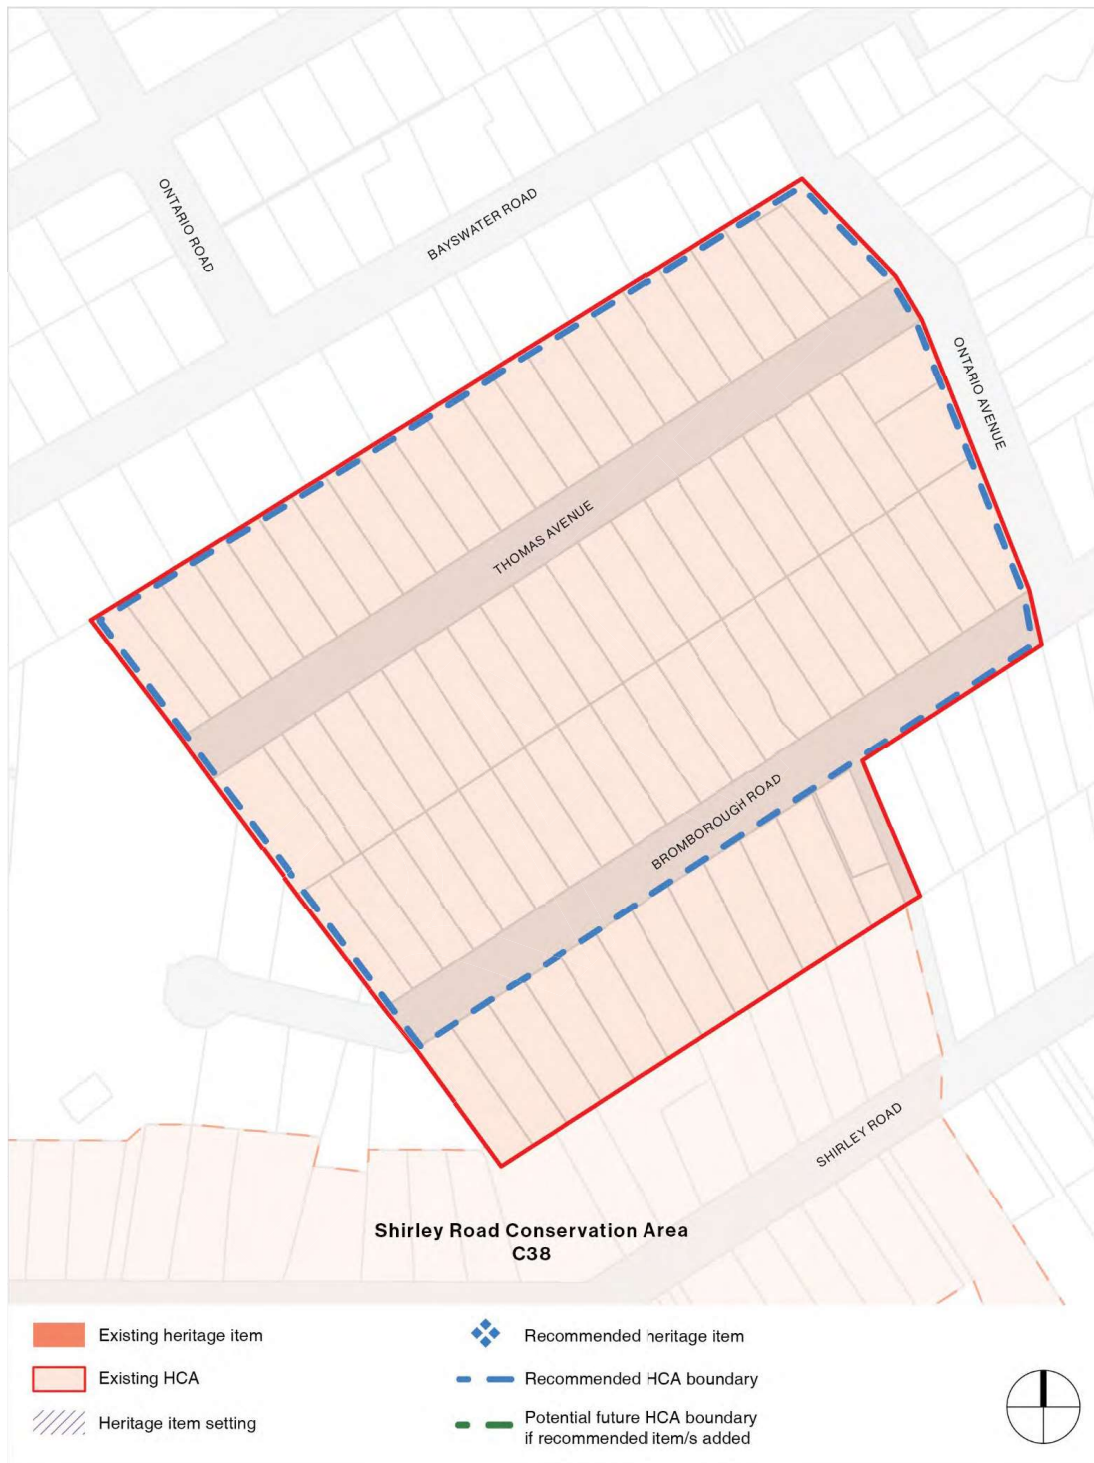 ONTARIO ROAD
BAYSWATER ROAD
ONTARIO AVENUE
THOMAS AVENUE
BROMBOROUGH ROAD
SHIRLEY ROAD
Shirley Road Conservation Area
C38
Existing heritage item
Existing HCA
Heritage item setting
Recommended heritage item
Recommended HCA boundary
Potential future HCA boundary
if recommended item/s added